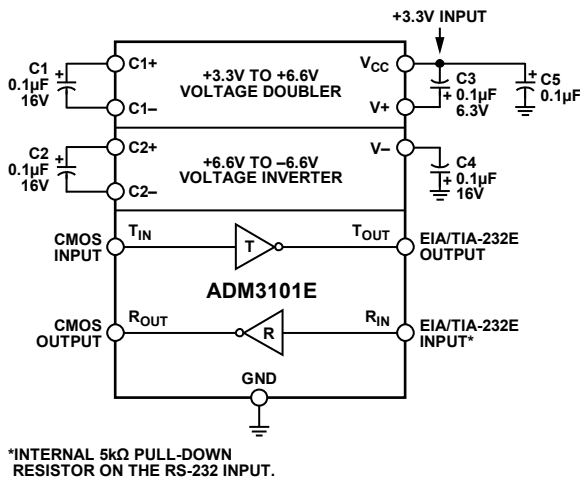 +3.3V INPUT
C1
0.1µF
16V
+
C1+
C1–
+3.3V TO +6.6V
VOLTAGE DOUBLER
VCC
V+
+
C3
0.1µF
6.3V
+
C5
0.1µF
C2
0.1µF
16V
+
C2+
C2–
+6.6V TO –6.6V
VOLTAGE INVERTER
V–
+
C4
0.1µF
16V
CMOS
INPUT
TIN
T
TOUT
EIA/TIA-232E
OUTPUT
ADM3101E
CMOS
OUTPUT
ROUT
R
RIN
EIA/TIA-232E
INPUT*
GND
*INTERNAL 5kΩ PULL-DOWN
RESISTOR ON THE RS-232 INPUT.